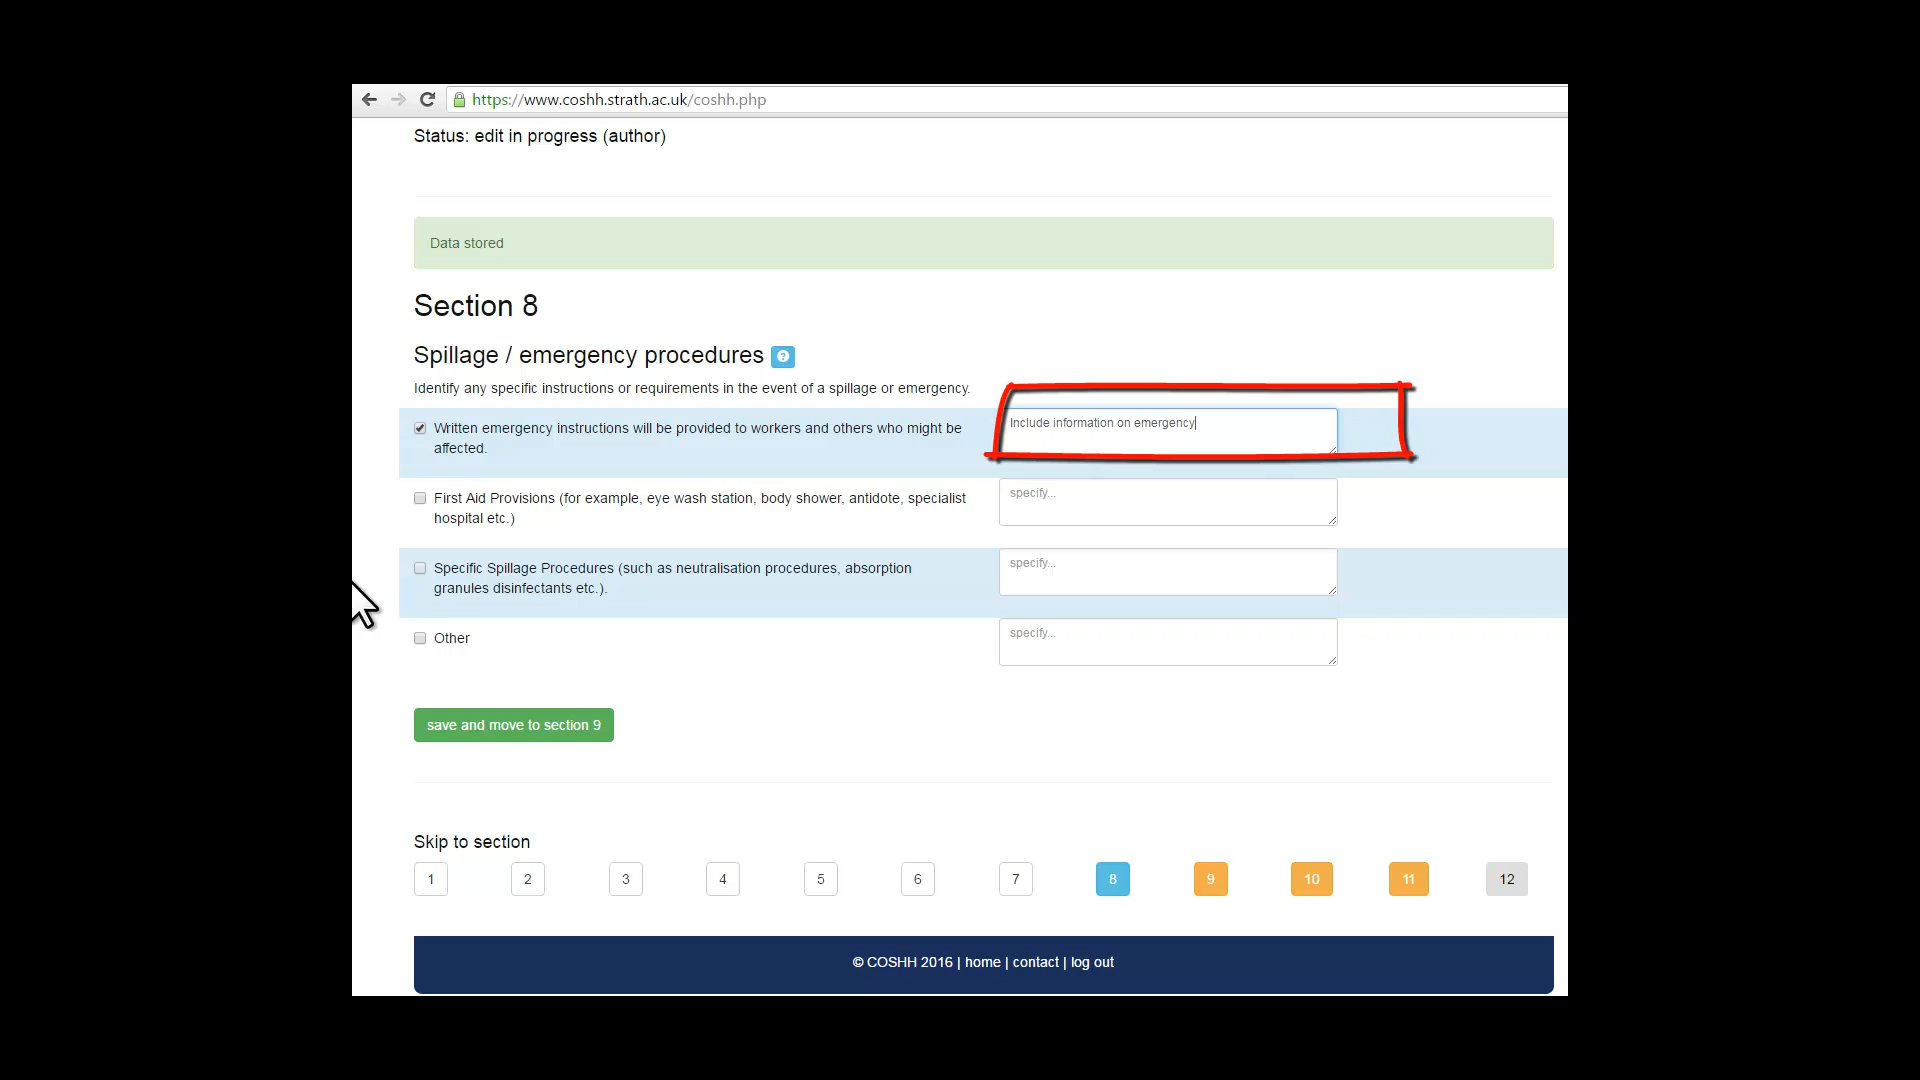 https://www.coshh.strath.ac.uk/coshh.php
Status: edit in progress (author)
Data stored
Section 8
Spillage / emergency procedures ?
Identify any specific instructions or requirements in the event of a spillage or emergency.
Written emergency instructions will be provided to workers and others who might be
affected.
Include information on emergency
First Aid Provisions (for example, eye wash station, body shower, antidote, specialist
hospital etc.)
specify...
Specific Spillage Procedures (such as neutralisation procedures, absorption
granules disinfectants etc.).
specify...
Other
specify...
save and move to section 9
Skip to section
1 2 3 4 5 6 7 8 9 10 11 12
© COSHH 2016 | home | contact | log out